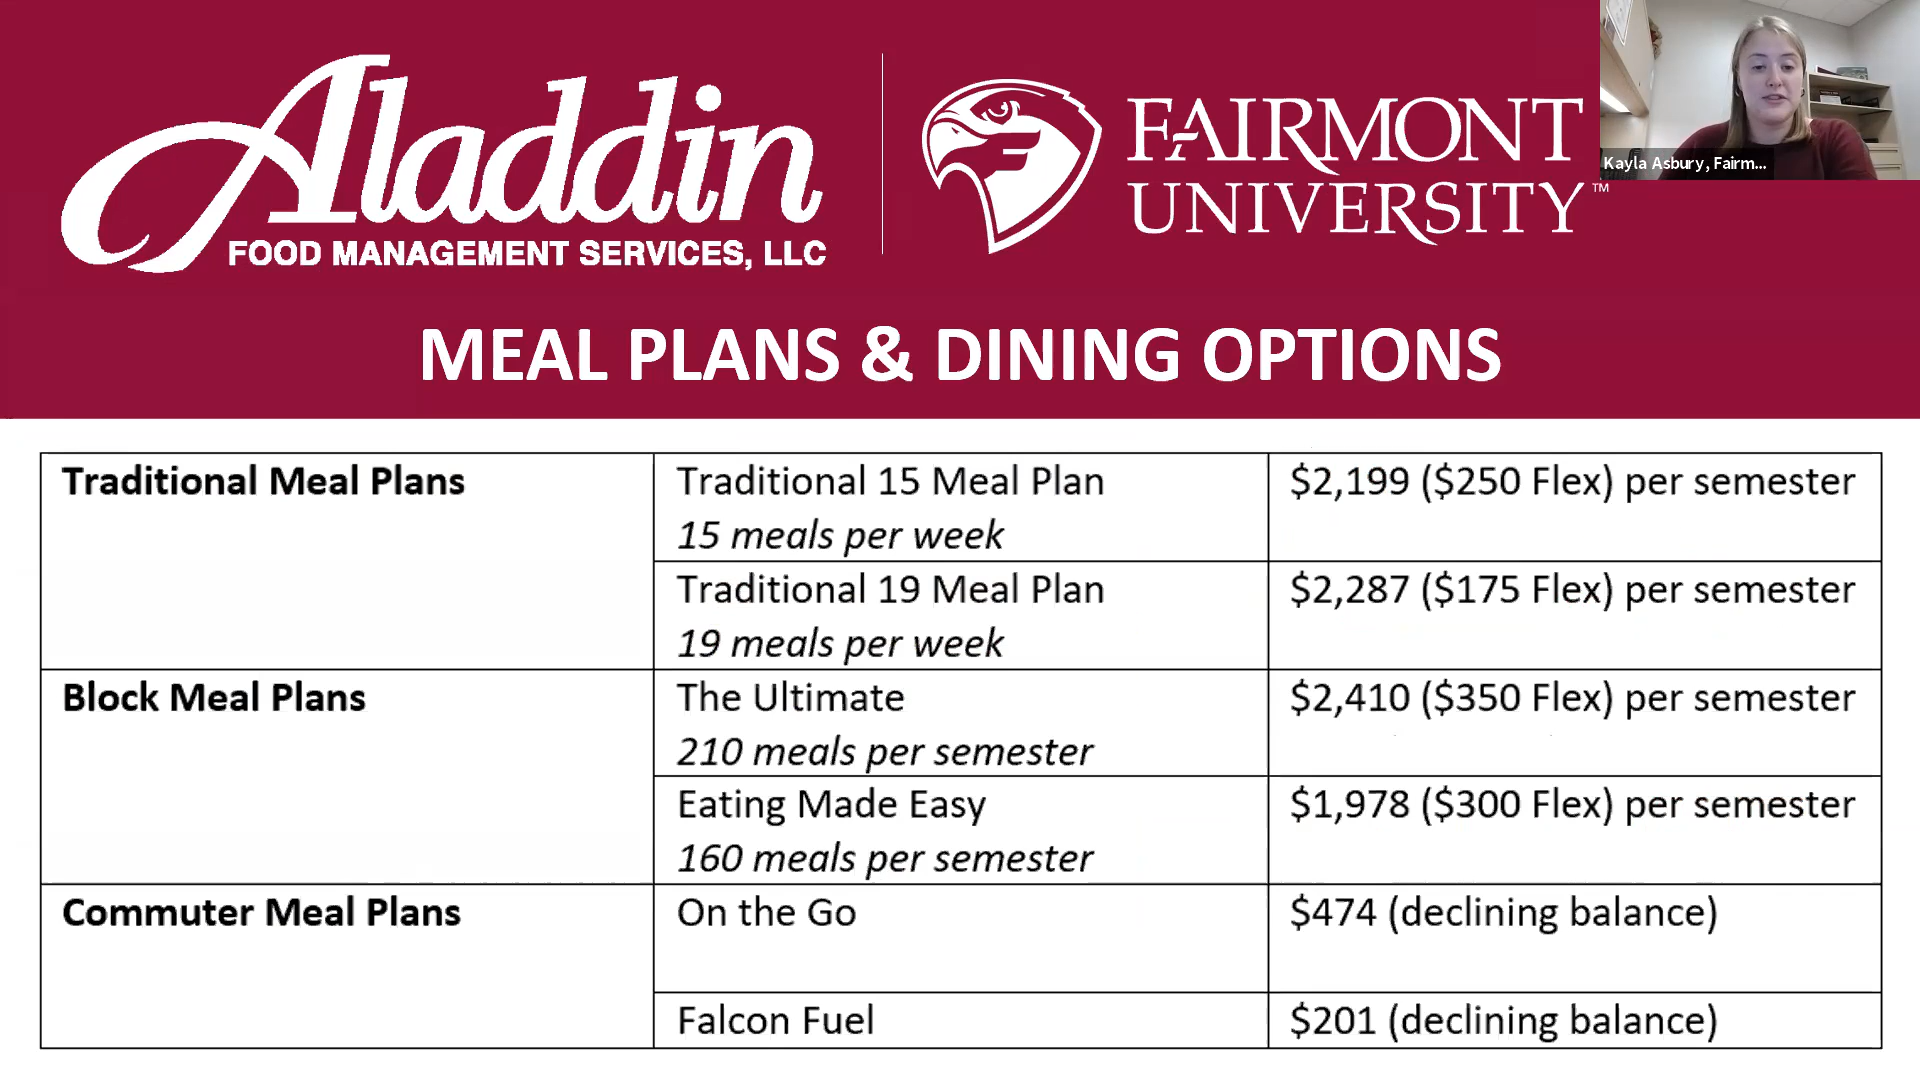 Aladdin
FOOD MANAGEMENT SERVICES, LLC
FAIRMONT
UNIVERSITY™
Kayla Asbury, Fairm...
MEAL PLANS & DINING OPTIONS
Traditional Meal Plans
Traditional 15 Meal Plan
15 meals per week
$2,199 ($250 Flex) per semester
Traditional 19 Meal Plan
19 meals per week
$2,287 ($175 Flex) per semester
Block Meal Plans
The Ultimate
210 meals per semester
$2,410 ($350 Flex) per semester
Eating Made Easy
160 meals per semester
$1,978 ($300 Flex) per semester
Commuter Meal Plans
On the Go
$474 (declining balance)
Falcon Fuel
$201 (declining balance)